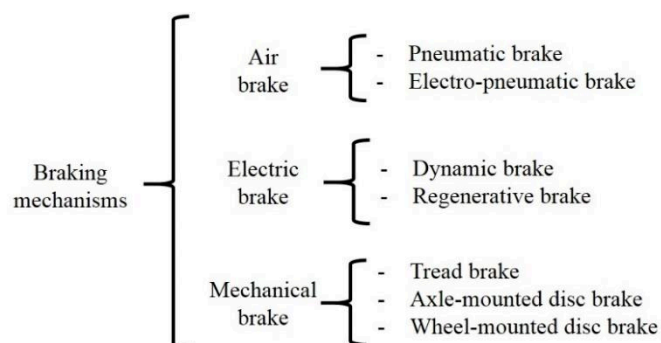 Braking
mechanisms
Air
brake
- Pneumatic brake
- Electro-pneumatic brake
Electric
brake
- Dynamic brake
- Regenerative brake
Mechanical
brake
- Tread brake
- Axle-mounted disc brake
- Wheel-mounted disc brake